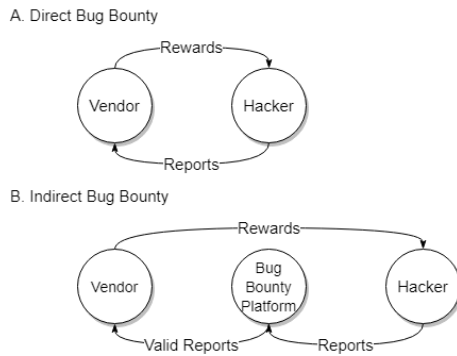 A. Direct Bug Bounty
Rewards
Vendor
Hacker
Reports
B. Indirect Bug Bounty
Rewards
Vendor
Bug
Bounty
Platform
Hacker
Valid Reports
Reports